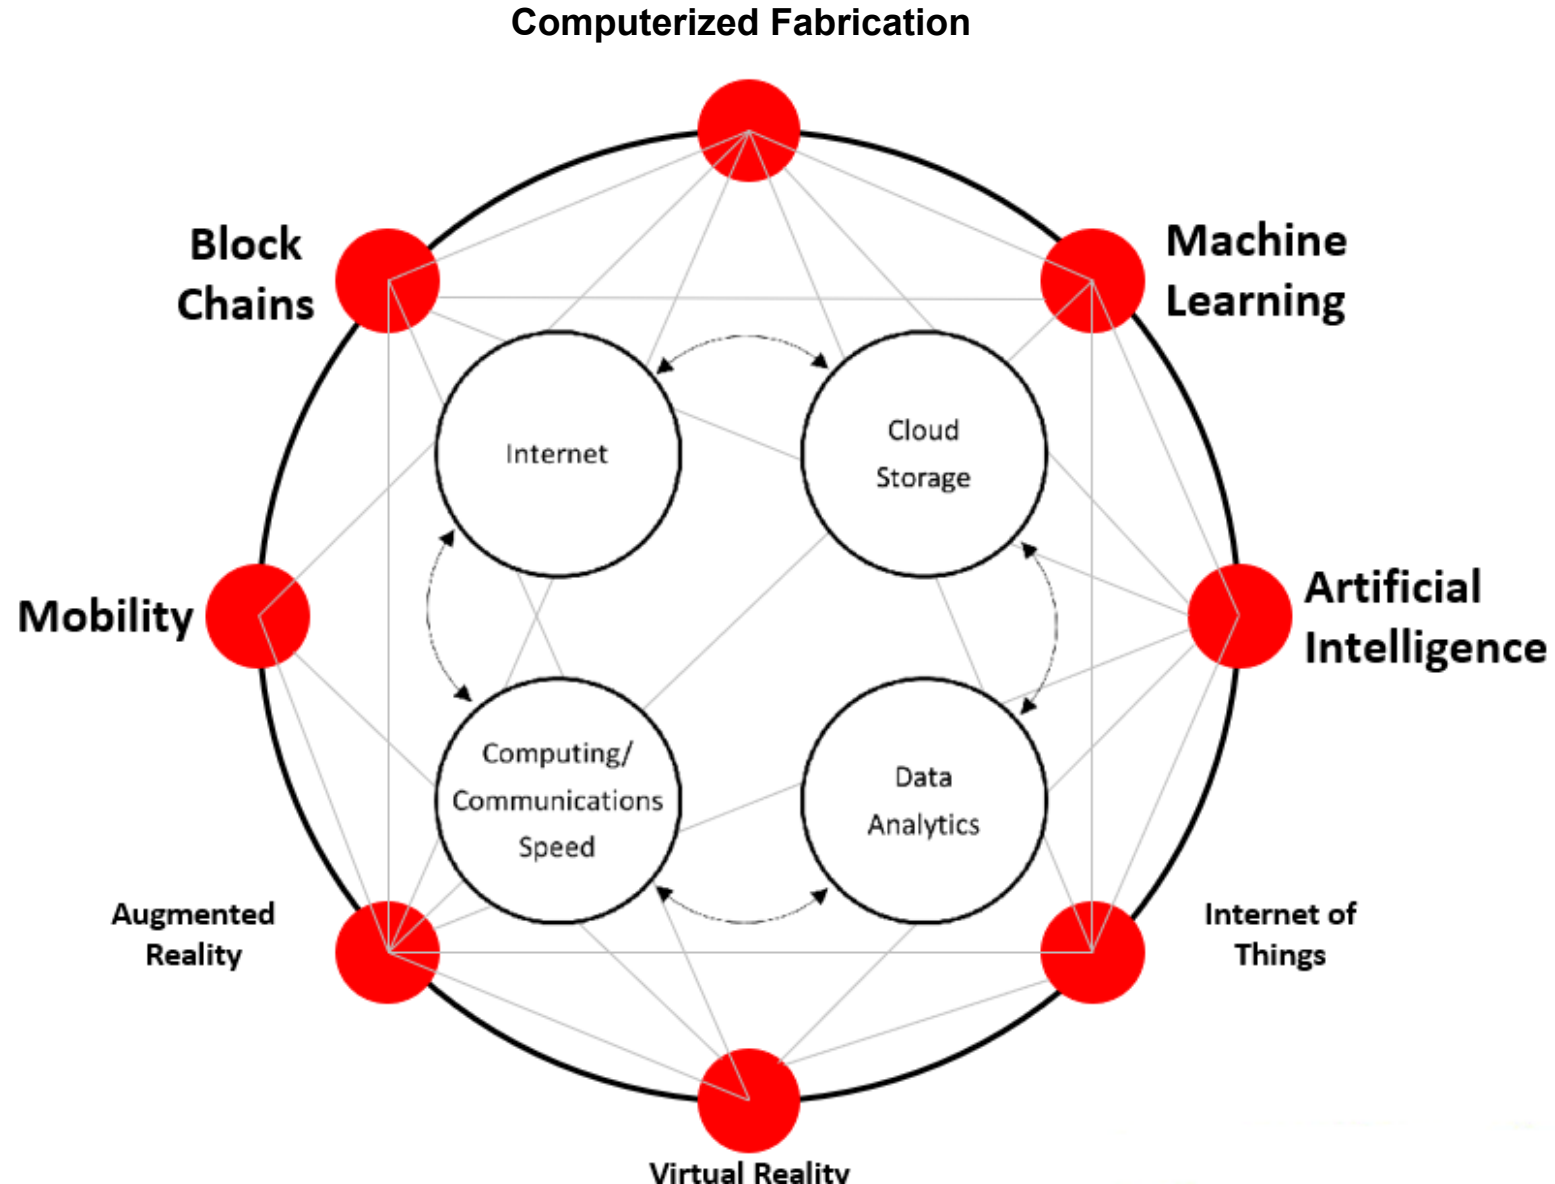 Computerized Fabrication
Block
Chains
Machine
Learning
Internet
Cloud
Storage
Mobility
Artificial
Intelligence
Computing/
Communications
Speed
Data
Analytics
Augmented
Reality
Internet of
Things
Virtual Reality